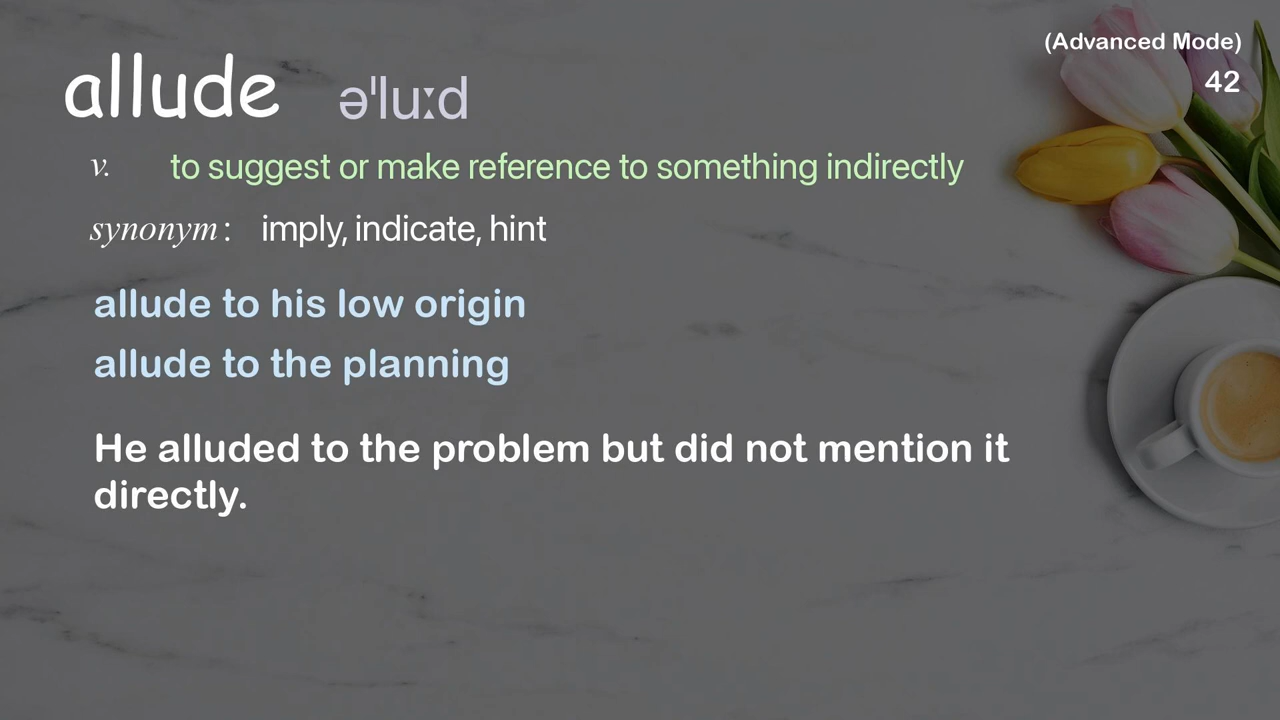 (Advanced Mode)
42
allude əˈluːd
v. to suggest or make reference to something indirectly
synonym: imply, indicate, hint
allude to his low origin
allude to the planning
He alluded to the problem but did not mention it
directly.